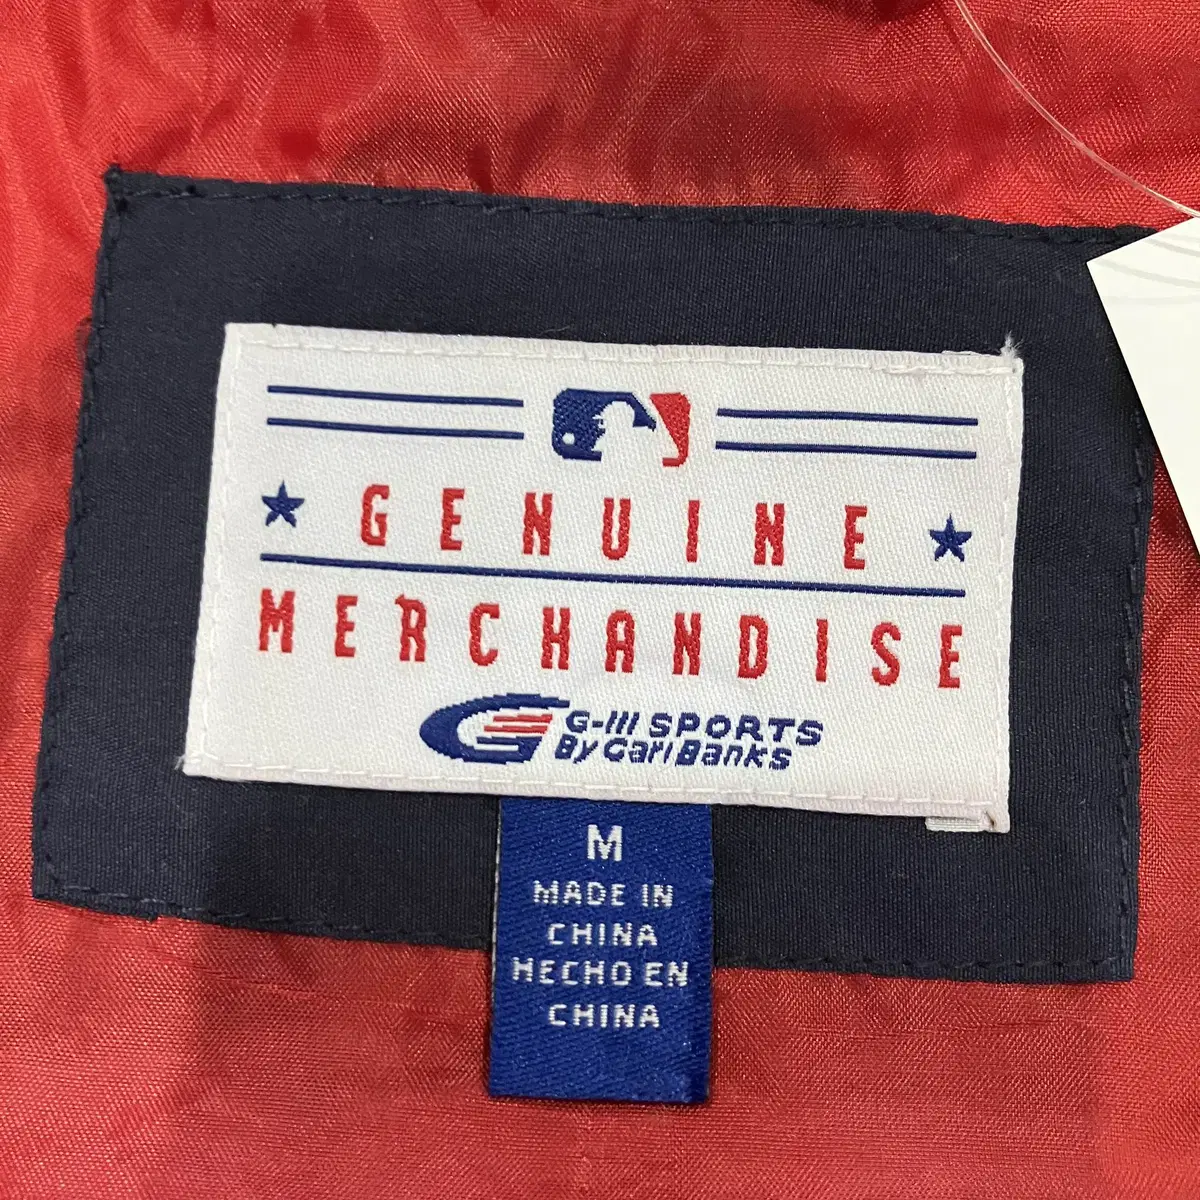 GENUINE
MERCHANDISE
G-III SPORTS
By Carl Banks
M
MADE IN
CHINA
HECHO EN
CHINA